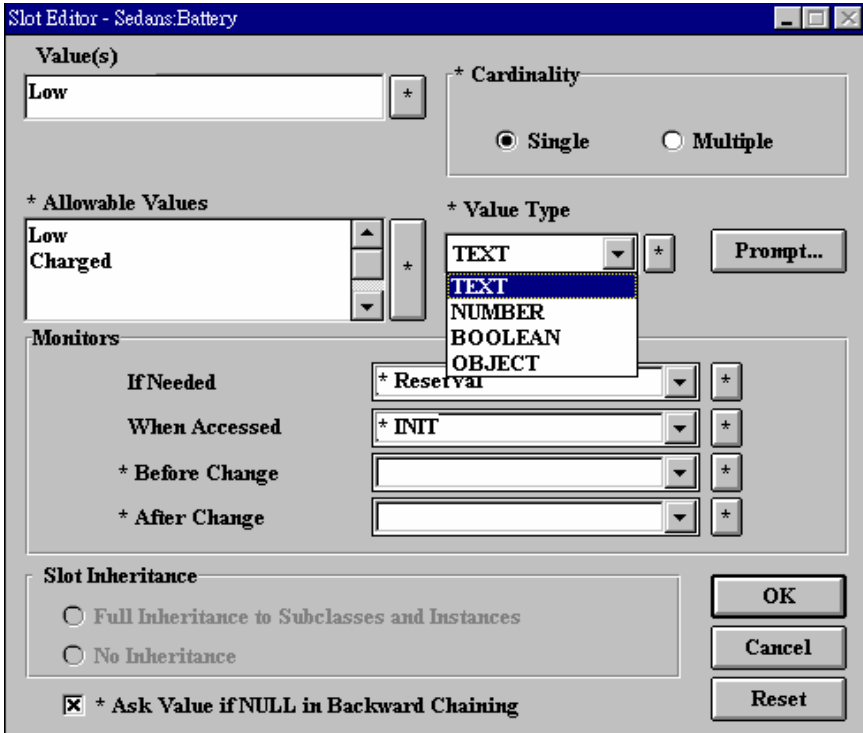 Slot Editor - Sedans:Battery
Value(s)
Low
*
* Cardinality
Single
Multiple
* Allowable Values
Low
Charged
*
* Value Type
TEXT
*
Prompt...
TEXT
NUMBER
BOOLEAN
OBJECT
Monitors
If Needed
* Reserval
*
When Accessed
* INIT
*
* Before Change
*
* After Change
*
Slot Inheritance
Full Inheritance to Subclasses and Instances
No Inheritance
OK
Cancel
Reset
* Ask Value if NULL in Backward Chaining